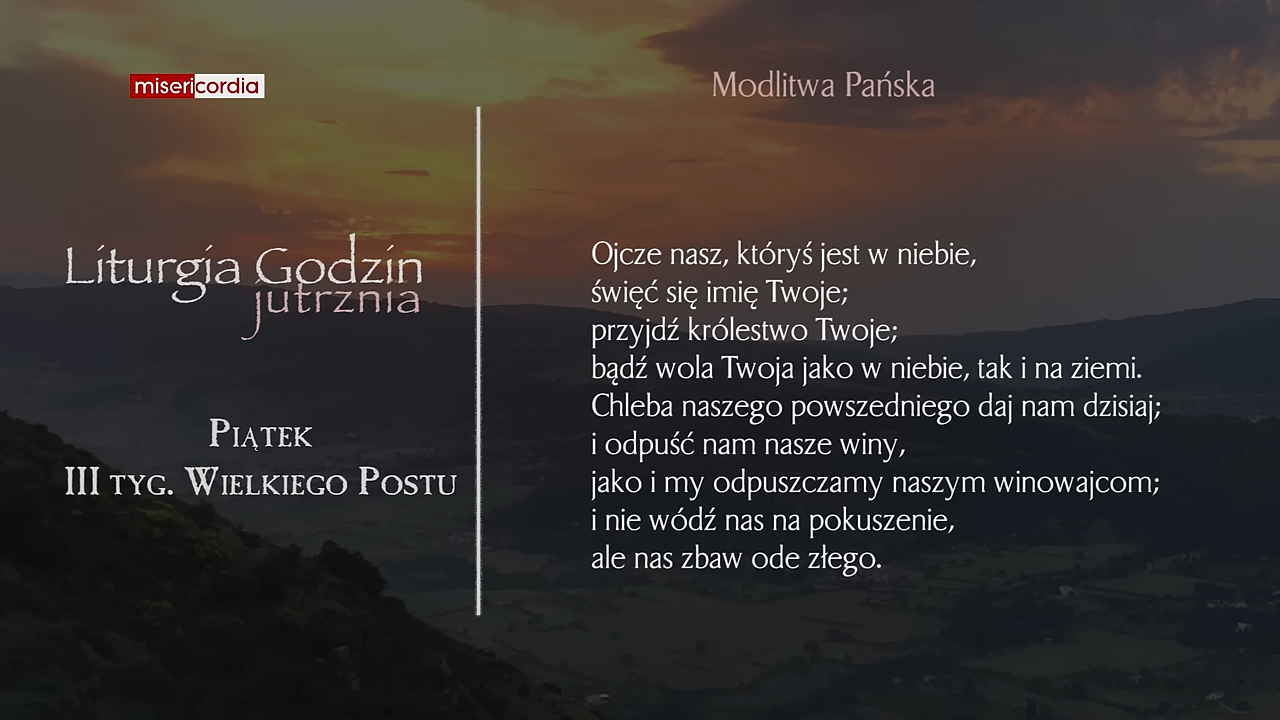 misericordia
Liturgia Godzin
jutrznia
Piątek
III tyg. Wielkiego Postu
Modlitwa Pańska
Ojcze nasz, któryś jest w niebie,
święć się imię Twoje;
przyjdź królestwo Twoje;
bądź wola Twoja jako w niebie, tak i na ziemi.
Chleba naszego powszedniego daj nam dzisiaj;
i odpuść nam nasze winy,
jako i my odpuszczamy naszym winowajcom;
i nie wódź nas na pokuszenie,
ale nas zbaw ode złego.